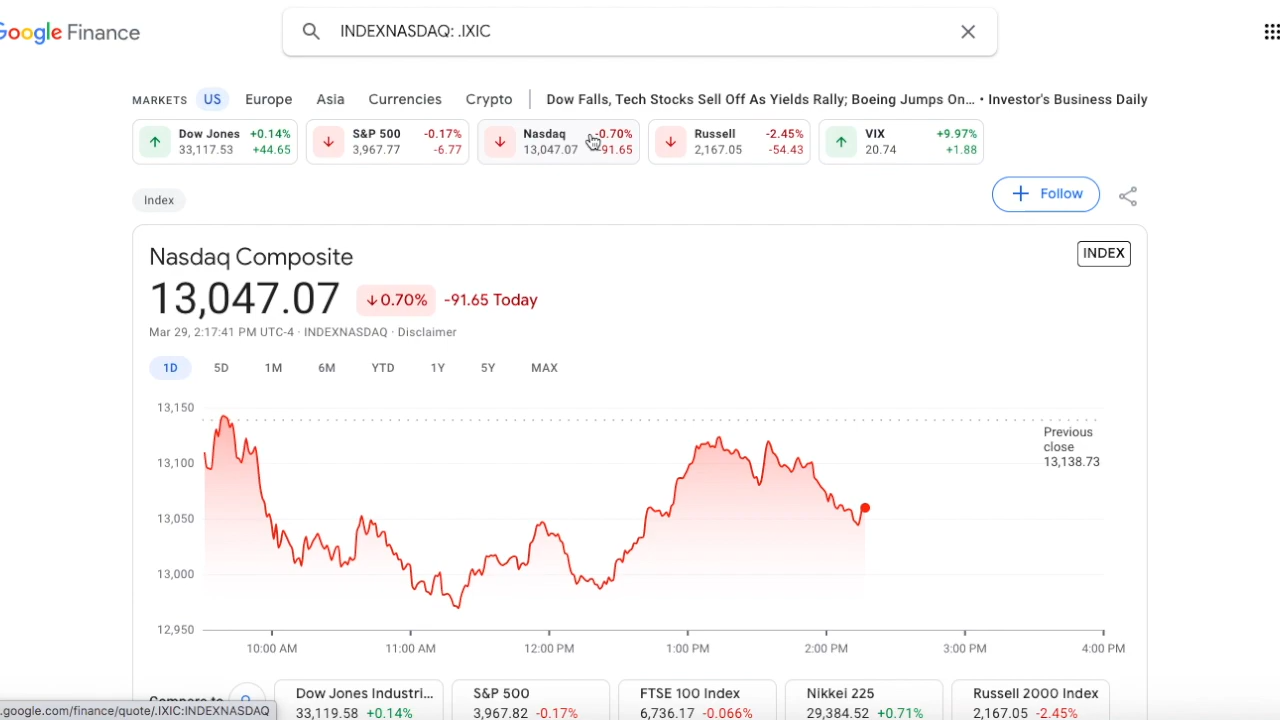 Google Finance
INDEXNASDAQ: .IXIC
MARKETS US Europe Asia Currencies Crypto Dow Falls, Tech Stocks Sell Off As Yields Rally; Boeing Jumps On... • Investor's Business Daily
Dow Jones +0.14%
33,117.53 +44.65
S&P 500 -0.17%
3,967.77 -6.77
Nasdaq -0.70%
13,047.07 -91.65
Russell -2.45%
2,167.05 -54.43
VIX +9.97%
20.74 +1.88
Index
Follow
Nasdaq Composite
INDEX
13,047.07 0.70% -91.65 Today
Mar 29, 2:17:41 PM UTC-4 · INDEXNASDAQ · Disclaimer
1D 5D 1M 6M YTD 1Y 5Y MAX
13,150
Previous
close
13,138.73
13,100
13,050
13,000
12,950
10:00 AM 11:00 AM 12:00 PM 1:00 PM 2:00 PM 3:00 PM 4:00 PM
Compare to
Dow Jones Industri...
33,119.58 +0.14%
S&P 500
3,967.82 -0.17%
FTSE 100 Index
6,736.17 -0.066%
Nikkei 225
29,384.52 +0.71%
Russell 2000 Index
2,167.05 -2.45%
.google.com/finance/quote/.IXIC:INDEXNASDAQ